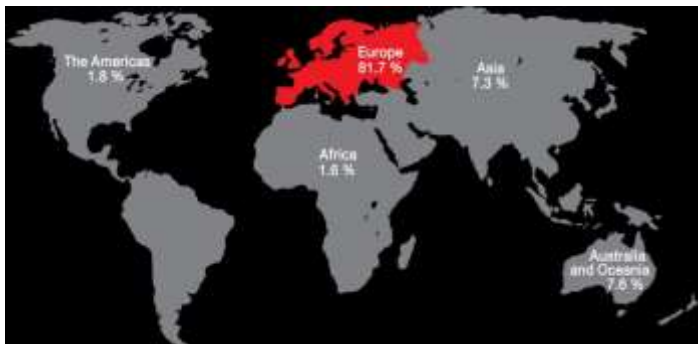 The Americas
1.8 %
Europe
81.7 %
Asia
7.3 %
Africa
1.6 %
Australia
and Oceania
7.6 %